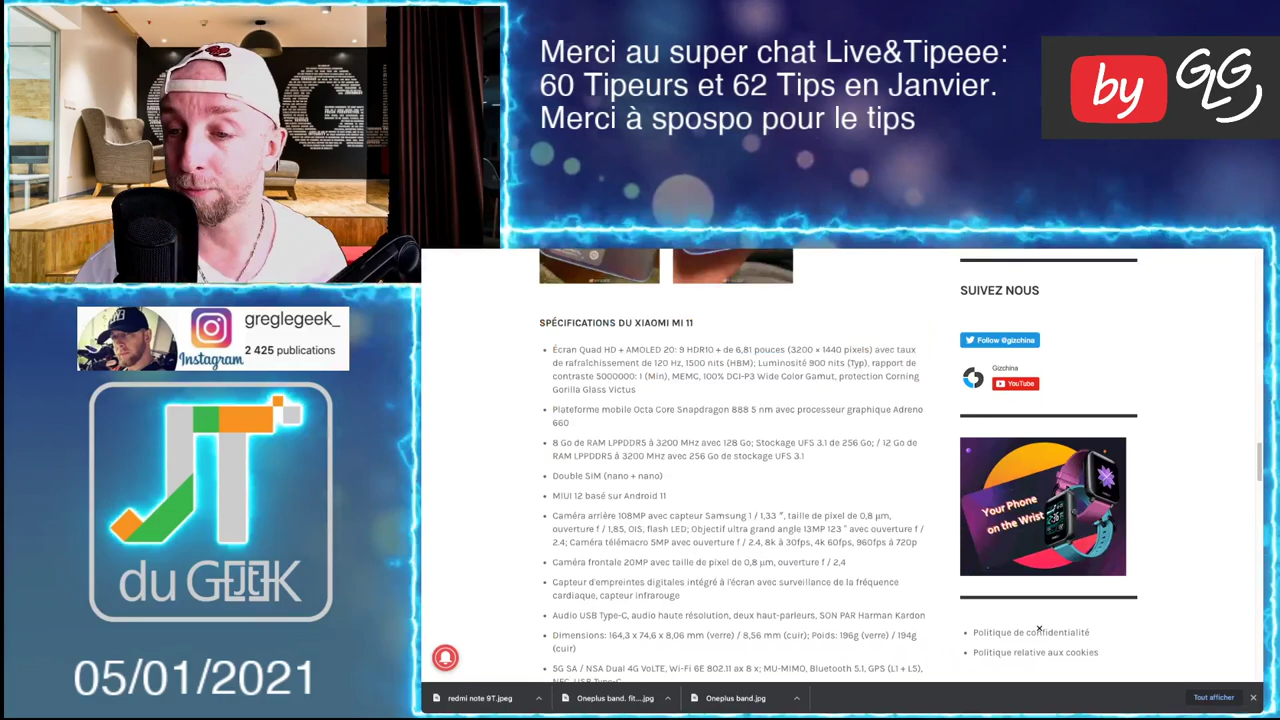 Merci au super chat Live&Tipeee:
60 Tipeurs et 62 Tips en Janvier.
Merci à spospo pour le tips
by GLG
greglegeek_
2 425 publications
Instagram
JT
du GEEK
05/01/2021
SPÉCIFICATIONS DU XIAOMI MI 11
Écran Quad HD + AMOLED 20: 9 HDR10 + de 6,81 pouces (3200 × 1440 pixels) avec taux
de rafraîchissement de 120 Hz, 1500 nits (HBM); Luminosité 900 nits (Typ), rapport de
contraste 5000000: 1 (Min), MEMC, 100% DCI-P3 Wide Color Gamut, protection Corning
Gorilla Glass Victus
Plateforme mobile Octa Core Snapdragon 888 5 nm avec processeur graphique Adreno
660
8 Go de RAM LPPDDR5 à 3200 MHz avec 128 Go; Stockage UFS 3.1 de 256 Go; / 12 Go de
RAM LPPDDR5 à 3200 MHz avec 256 Go de stockage UFS 3.1
Double SIM (nano + nano)
MIUI 12 basé sur Android 11
Caméra arrière 108MP avec capteur Samsung 1 / 1,33 ″, taille de pixel de 0,8 μm,
ouverture f / 1,85, OIS, flash LED; Objectif ultra grand angle 13MP 123 ° avec ouverture f /
2.4; Caméra télémacro 5MP avec ouverture f / 2.4, 8k à 30fps, 4k 60fps, 960fps à 720p
Caméra frontale 20MP avec taille de pixel de 0,8 μm, ouverture f / 2,4
Capteur d'empreintes digitales intégré à l'écran avec surveillance de la fréquence
cardiaque, capteur infrarouge
Audio USB Type-C, audio haute résolution, deux haut-parleurs, SON PAR Harman Kardon
Dimensions: 164,3 x 74,6 x 8,06 mm (verre) / 8,56 mm (cuir); Poids: 196g (verre) / 194g
(cuir)
5G SA / NSA Dual 4G VoLTE, Wi-Fi 6E 802.11 ax 8 x; MU-MIMO, Bluetooth 5.1, GPS (L1 + L5),
NFC, USB Type-C
SUIVEZ NOUS
Follow @gizchina
Gizchina
YouTube
Your Phone
on the Wrist
Politique de confidentialité
Politique relative aux cookies
redmi note 9T.jpeg
Oneplus band. fit....jpg
Oneplus band.jpg
Tout afficher